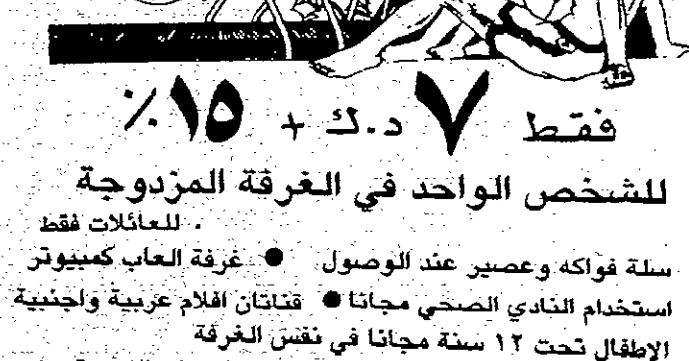 فقط ٧ د.ك + ١٥٪
للشخص الواحد في الغرفة المزدوجة
. للعائلات فقط
سلة فواكه وعصير عند الوصول ● غرفة العاب كمبيوتر
استخدام النادي الصحي مجانا ● قناتان افلام عربية واجنبية
الاطفال تحت ١٢ سنة مجانا في نفس الغرفة